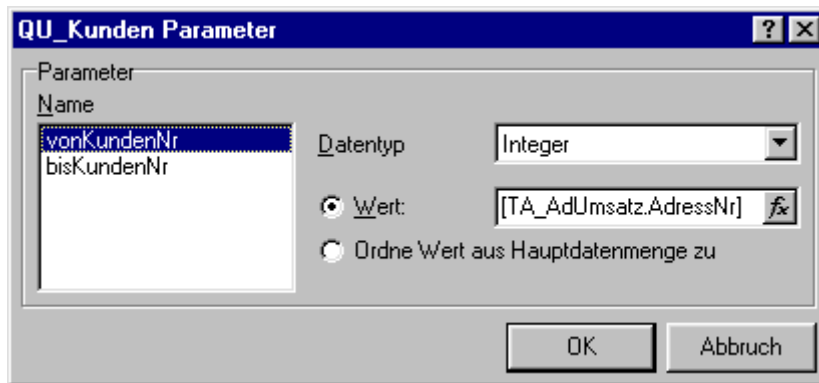 QU_Kunden Parameter
Parameter
Name
vonKundenNr
bisKundenNr
Datentyp
Integer
Wert:
[TA_AdUmsatz.AdressNr]
fx
Ordne Wert aus Hauptdatenmenge zu
OK
Abbruch